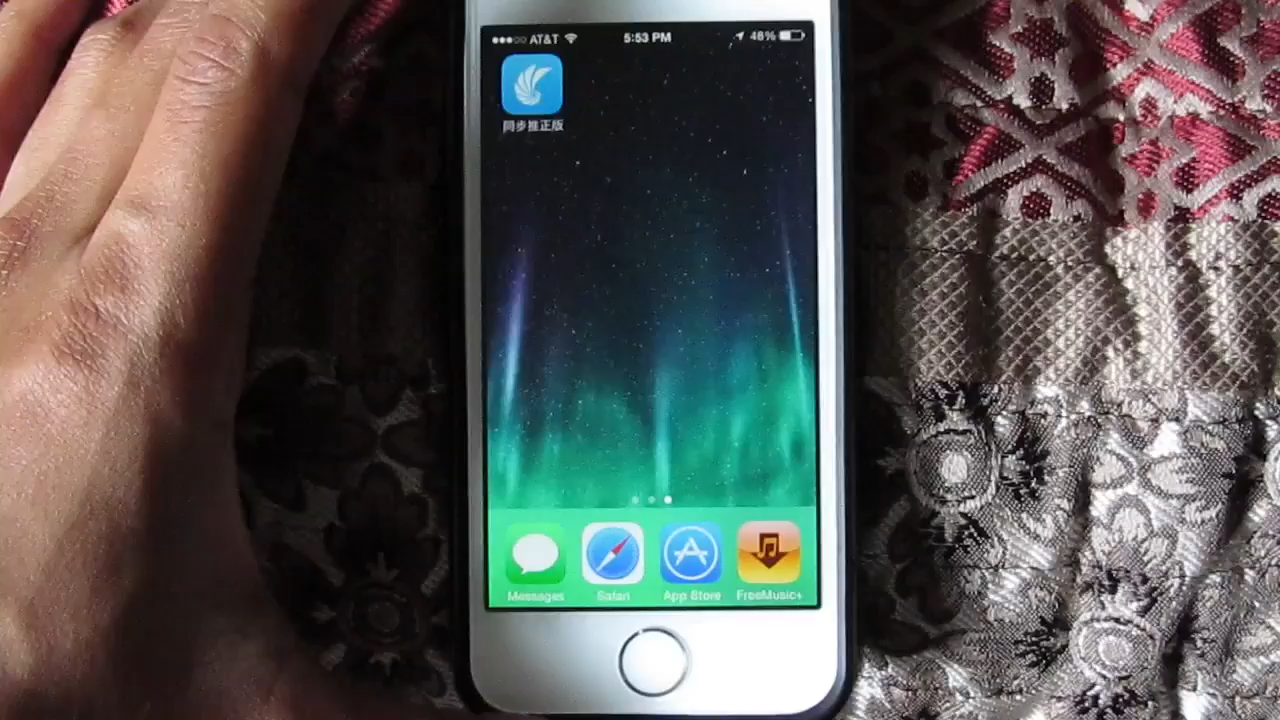 AT&T 5:53 PM 48%
同步推正版
Messages Safari App Store FreeMusic+